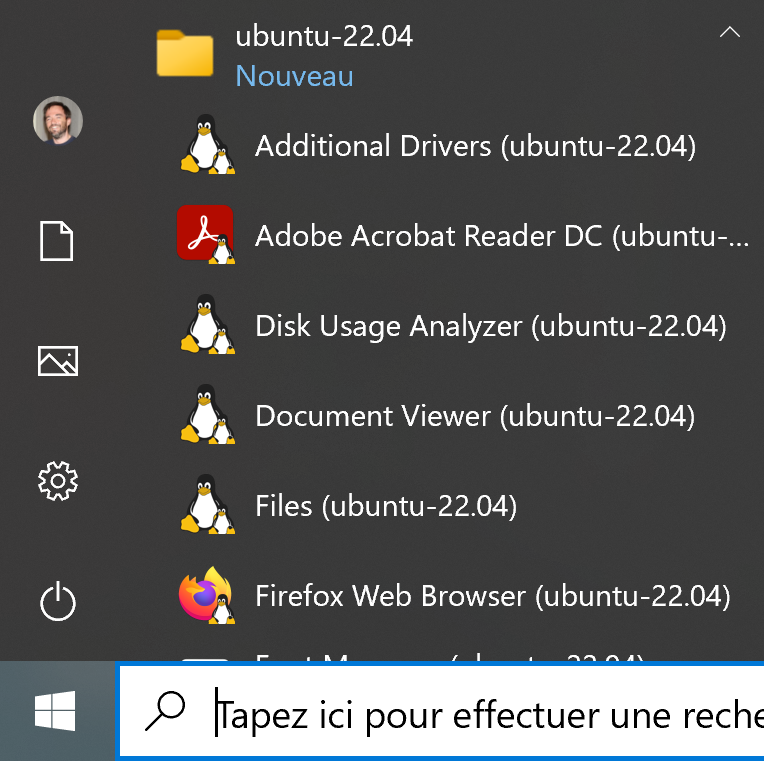 ubuntu-22.04
Nouveau
Additional Drivers (ubuntu-22.04)
Adobe Acrobat Reader DC (ubuntu-...
Disk Usage Analyzer (ubuntu-22.04)
Document Viewer (ubuntu-22.04)
Files (ubuntu-22.04)
Firefox Web Browser (ubuntu-22.04)
Tapez ici pour effectuer une reche